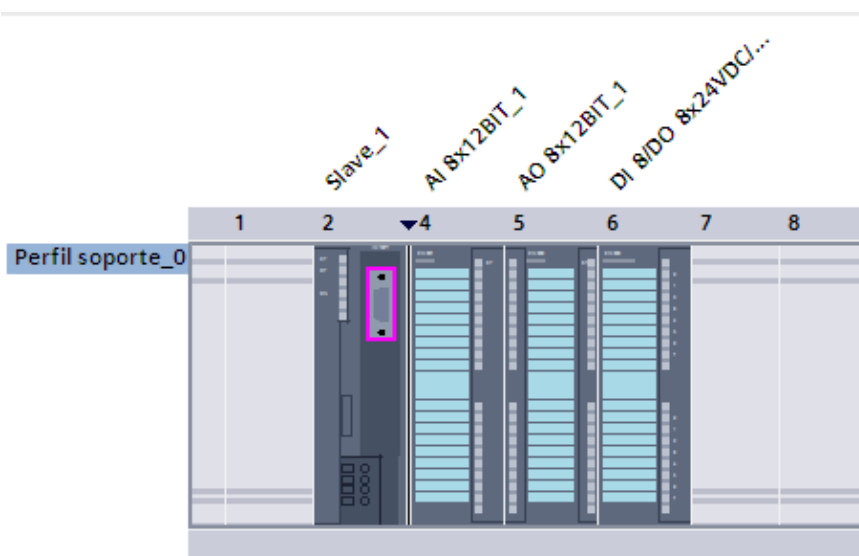 Slave_1
AI 8x12BIT_1
AO 8x12BIT_1
DI 8/DO 8x24VDC/...
1 2 4 5 6 7 8
Perfil soporte_0